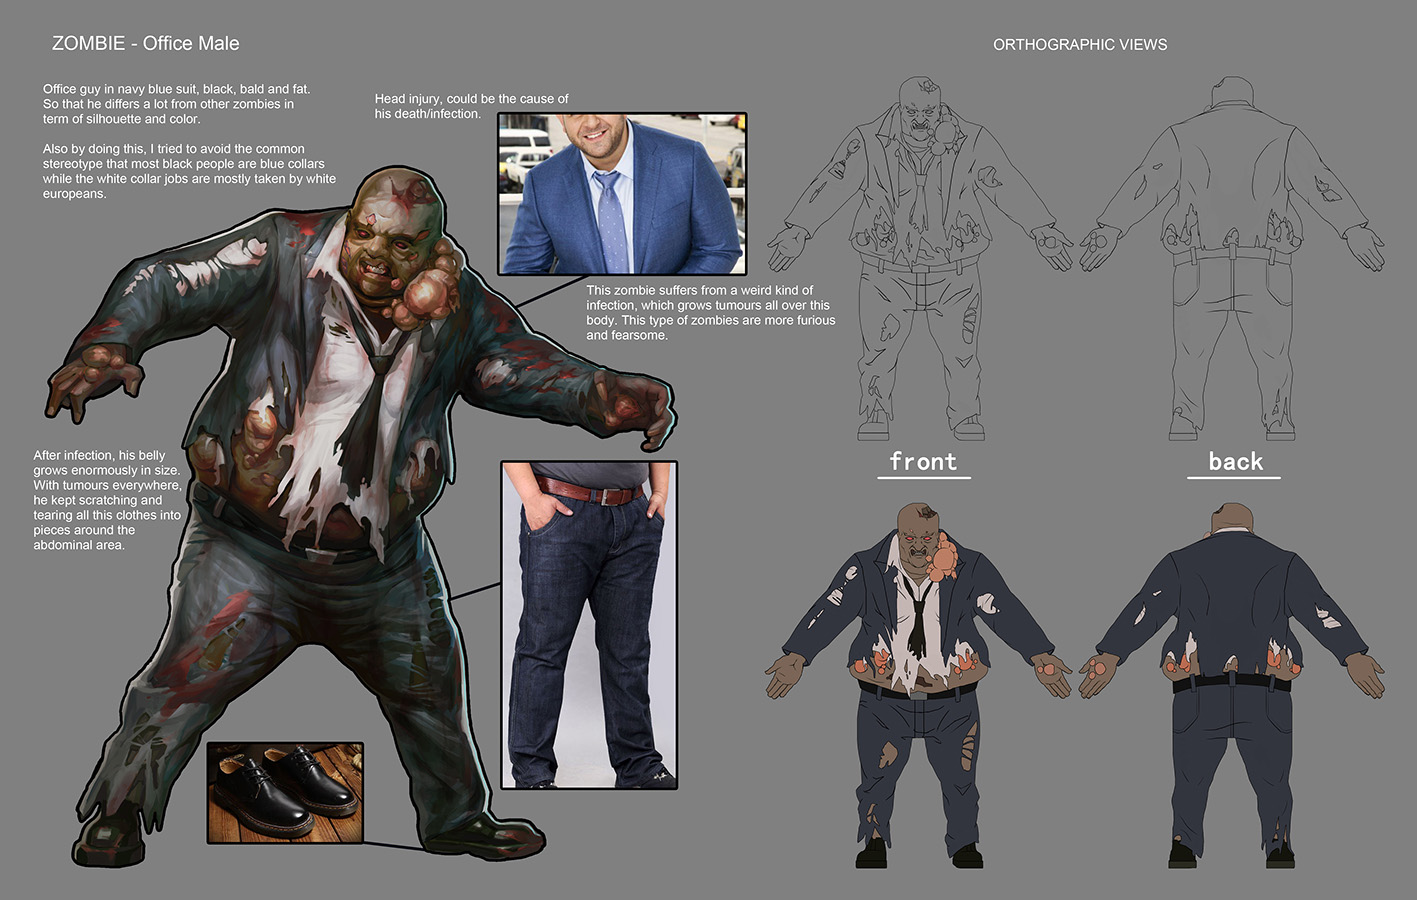 ZOMBIE - Office Male
Office guy in navy blue suit, black, bald and fat.
So that he differs a lot from other zombies in
term of silhouette and color.
Also by doing this, I tried to avoid the common
stereotype that most black people are blue collars
while the white collar jobs are mostly taken by white
europeans.
Head injury, could be the cause of
his death/infection.
This zombie suffers from a weird kind of
infection, which grows tumours all over this
body. This type of zombies are more furious
and fearsome.
After infection, his belly
grows enormously in size.
With tumours everywhere,
he kept scratching and
tearing all this clothes into
pieces around the
abdominal area.
ORTHOGRAPHIC VIEWS
front
back